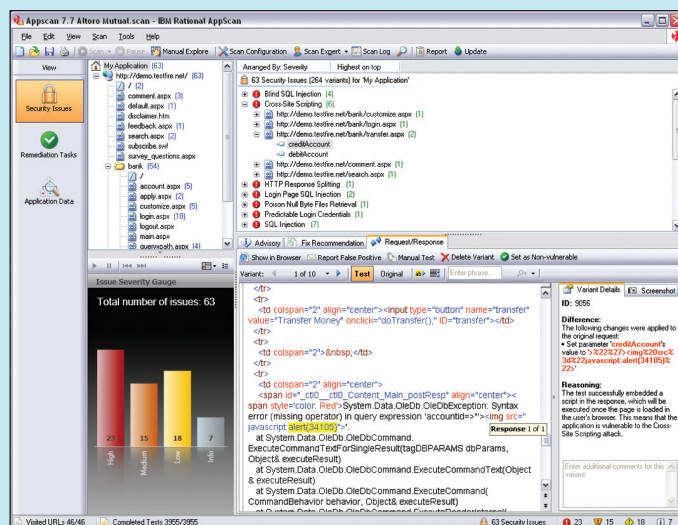 Appscan 7.7 Altoro Mutual.scan - IBM Rational AppScan
File Edit View Scan Tools Help
Scan Pause Manual Explore Scan Configuration Scan Expert Scan Log Report Update
View
Security Issues
Remediation Tasks
Application Data
My Application (63)
http://demo.testfire.net/ (63)
/ (2)
comment.aspx (3)
default.aspx (1)
disclaimer.htm
feedback.aspx (1)
search.aspx (2)
subscribe.swf
survey_questions.aspx
bank (54)
/
account.aspx (5)
apply.aspx (2)
customize.aspx (5)
login.aspx (18)
logout.aspx
main.aspx
queryxpath.aspx (4)
Issue Severity Gauge
Total number of issues: 63
23 15 18 7
High Medium Low Info
Arranged By: Severity Highest on top
63 Security Issues (264 variants) for 'My Application'
Blind SQL Injection (4)
Cross-Site Scripting (6)
http://demo.testfire.net/bank/customize.aspx (1)
http://demo.testfire.net/bank/login.aspx (1)
http://demo.testfire.net/bank/transfer.aspx (2)
creditAccount
debitAccount
http://demo.testfire.net/comment.aspx (1)
http://demo.testfire.net/search.aspx (1)
HTTP Response Splitting (1)
Login Page SQL Injection (2)
Poison Null Byte Files Retrieval (1)
Predictable Login Credentials (1)
SQL Injection (7)
Advisory Fix Recommendation Request/Response
Show in Browser Report False Positive Manual Test Delete Variant Set as Non-vulnerable
Variant: 1 of 10 Test Original Enter phrase...
</tr>
<tr>
<td colspan="2" align="center"><input type="button" name="transfer"
value="Transfer Money" onclick="doTransfer();" ID="transfer"></td>
</tr>
<tr>
<td colspan="2">&nbsp;</td>
</tr>
<tr>
<td colspan="2" align="center">
<span id="_ctl0__ctl0_Content_Main_postResp" align="center"><
span style='color: Red'>System.Data.OleDb.OleDbException: Syntax
error (missing operator) in query expression 'accountid=>"'><img src="
javascript:alert(34105)">'.
Response 1 of 1
at System.Data.OleDb.OleDbCommand.
ExecuteCommandTextForSingleResult(tagDBPARAMS dbParams,
Object& executeResult)
at System.Data.OleDb.OleDbCommand.ExecuteCommandText(Object
& executeResult)
at System.Data.OleDb.OleDbCommand.ExecuteCommand(
CommandBehavior behavior, Object& executeResult)
Variant Details Screenshot
ID: 9056
Difference:
The following changes were applied to
the original request:
• Set parameter 'creditAccount's
value to '>%22%27><img%20src%
3d%22javascript:alert(34105)%
22>'
Reasoning:
The test successfully embedded a
script in the response, which will be
executed once the page is loaded in
the user's browser. This means that the
application is vulnerable to the Cross-
Site Scripting attack.
Enter additional comments for this
variant.
Visited URLs 46/46 Completed Tests 3955/3955 63 Security Issues 23 15 18 7